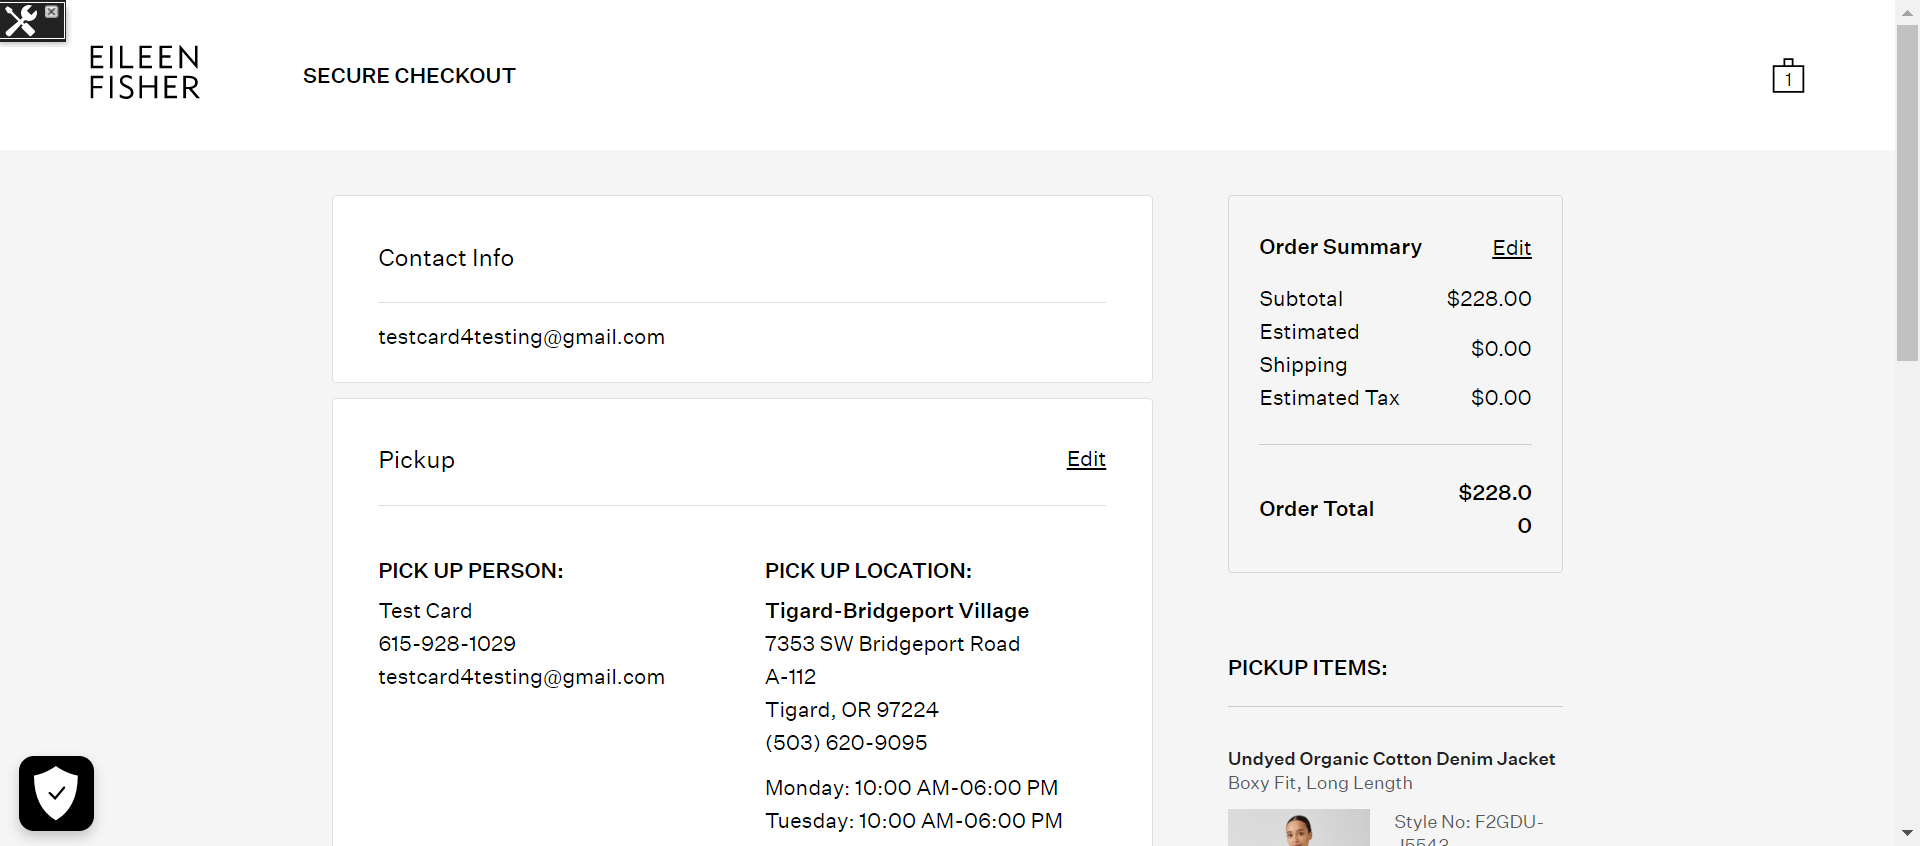 EILEEN
FISHER
SECURE CHECKOUT
1
Contact Info
testcard4testing@gmail.com
Pickup
Edit
PICK UP PERSON:
Test Card
615-928-1029
testcard4testing@gmail.com
PICK UP LOCATION:
Tigard-Bridgeport Village
7353 SW Bridgeport Road
A-112
Tigard, OR 97224
(503) 620-9095
Monday: 10:00 AM-06:00 PM
Tuesday: 10:00 AM-06:00 PM
Order Summary
Edit
Subtotal
$228.00
Estimated
Shipping
$0.00
Estimated Tax
$0.00
Order Total
$228.0
0
PICKUP ITEMS:
Undyed Organic Cotton Denim Jacket
Boxy Fit, Long Length
Style No: F2GDU-